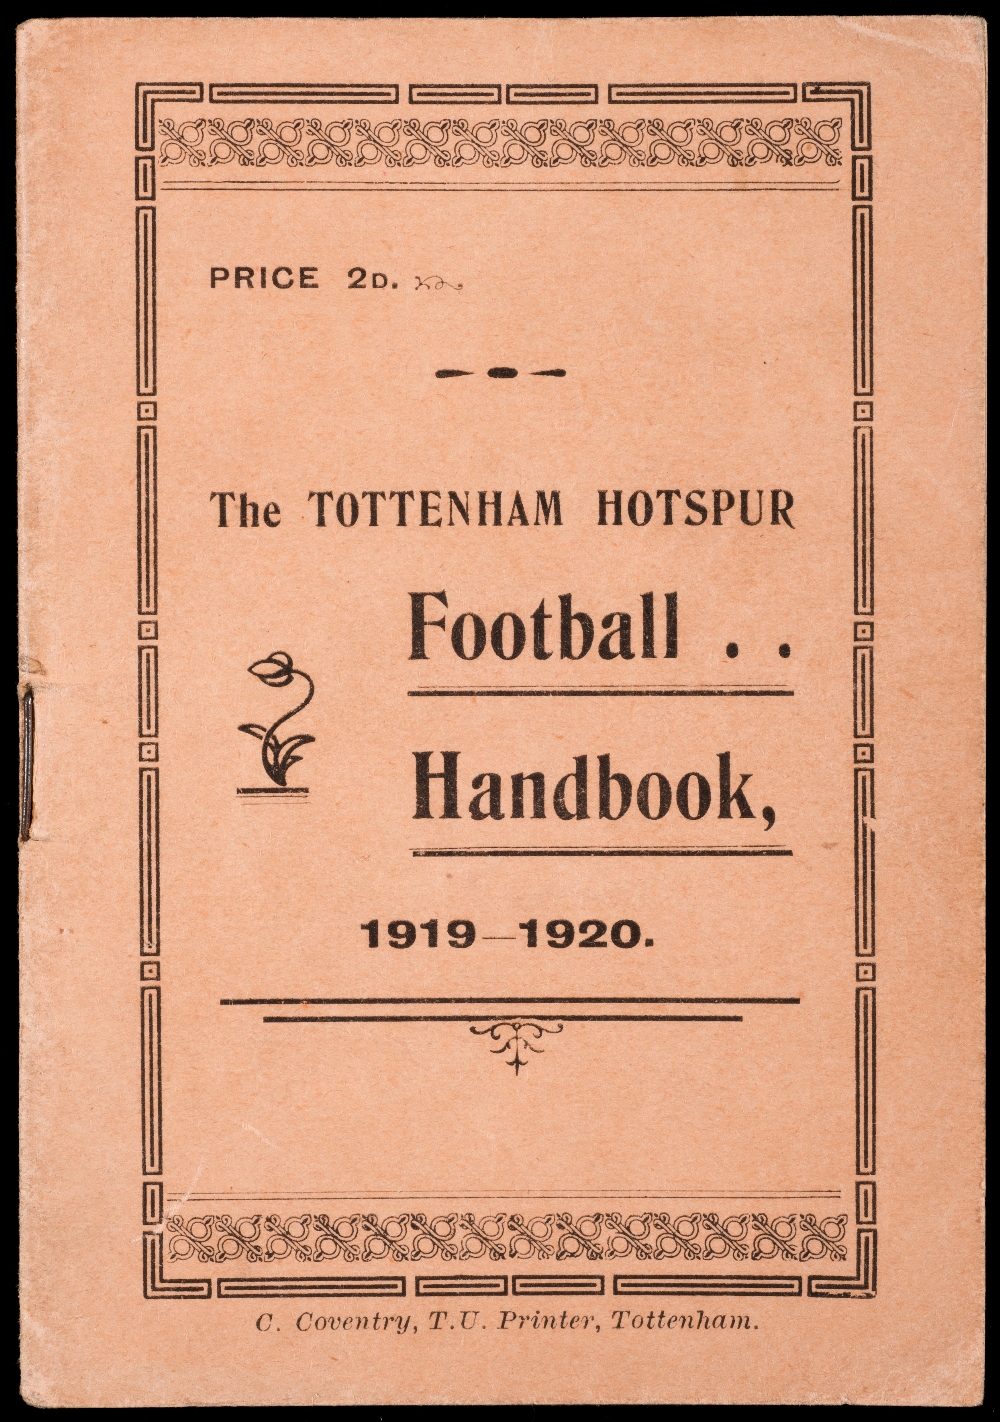 PRICE 2D.
The TOTTENHAM HOTSPUR
Football . .
Handbook,
1919—1920.
C. Coventry, T.U. Printer, Tottenham.